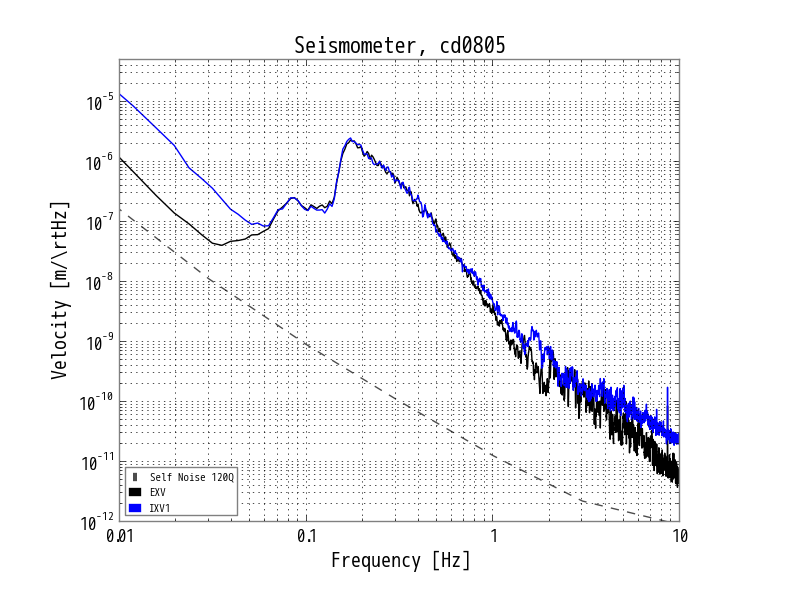 Seismometer, cd0805
Velocity [m/\rtHz]
10-5
10-6
10-7
10-8
10-9
10-10
10-11
10-12
Self Noise 120Q
EXV
IXV1
0.01
0.1
1
10
Frequency [Hz]